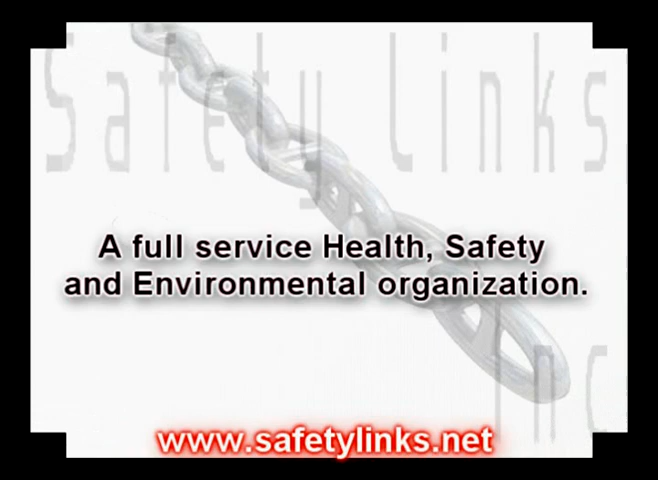 Safety Links
A full service Health, Safety
and Environmental organization.
Inc
www.safetylinks.net